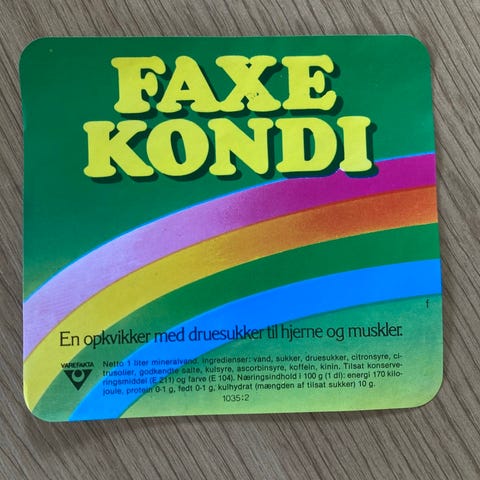 FAXE
KONDI
f
En opkvikker med druesukker til hjerne og muskler.
VAREFAKTA
Netto 1 liter mineralvand. Ingredienser: vand, sukker, druesukker, citronsyre, ci-
trusolier, godkendte salte, kulsyre, ascorbinsyre, koffein, kinin. Tilsat konserve-
ringsmiddel (E 211) og farve (E 104). Næringsindhold i 100 g (1 dl): energi 170 kilo-
joule, protein 0-1 g, fedt 0-1 g, kulhydrat (mængden af tilsat sukker) 10 g.
1035:2